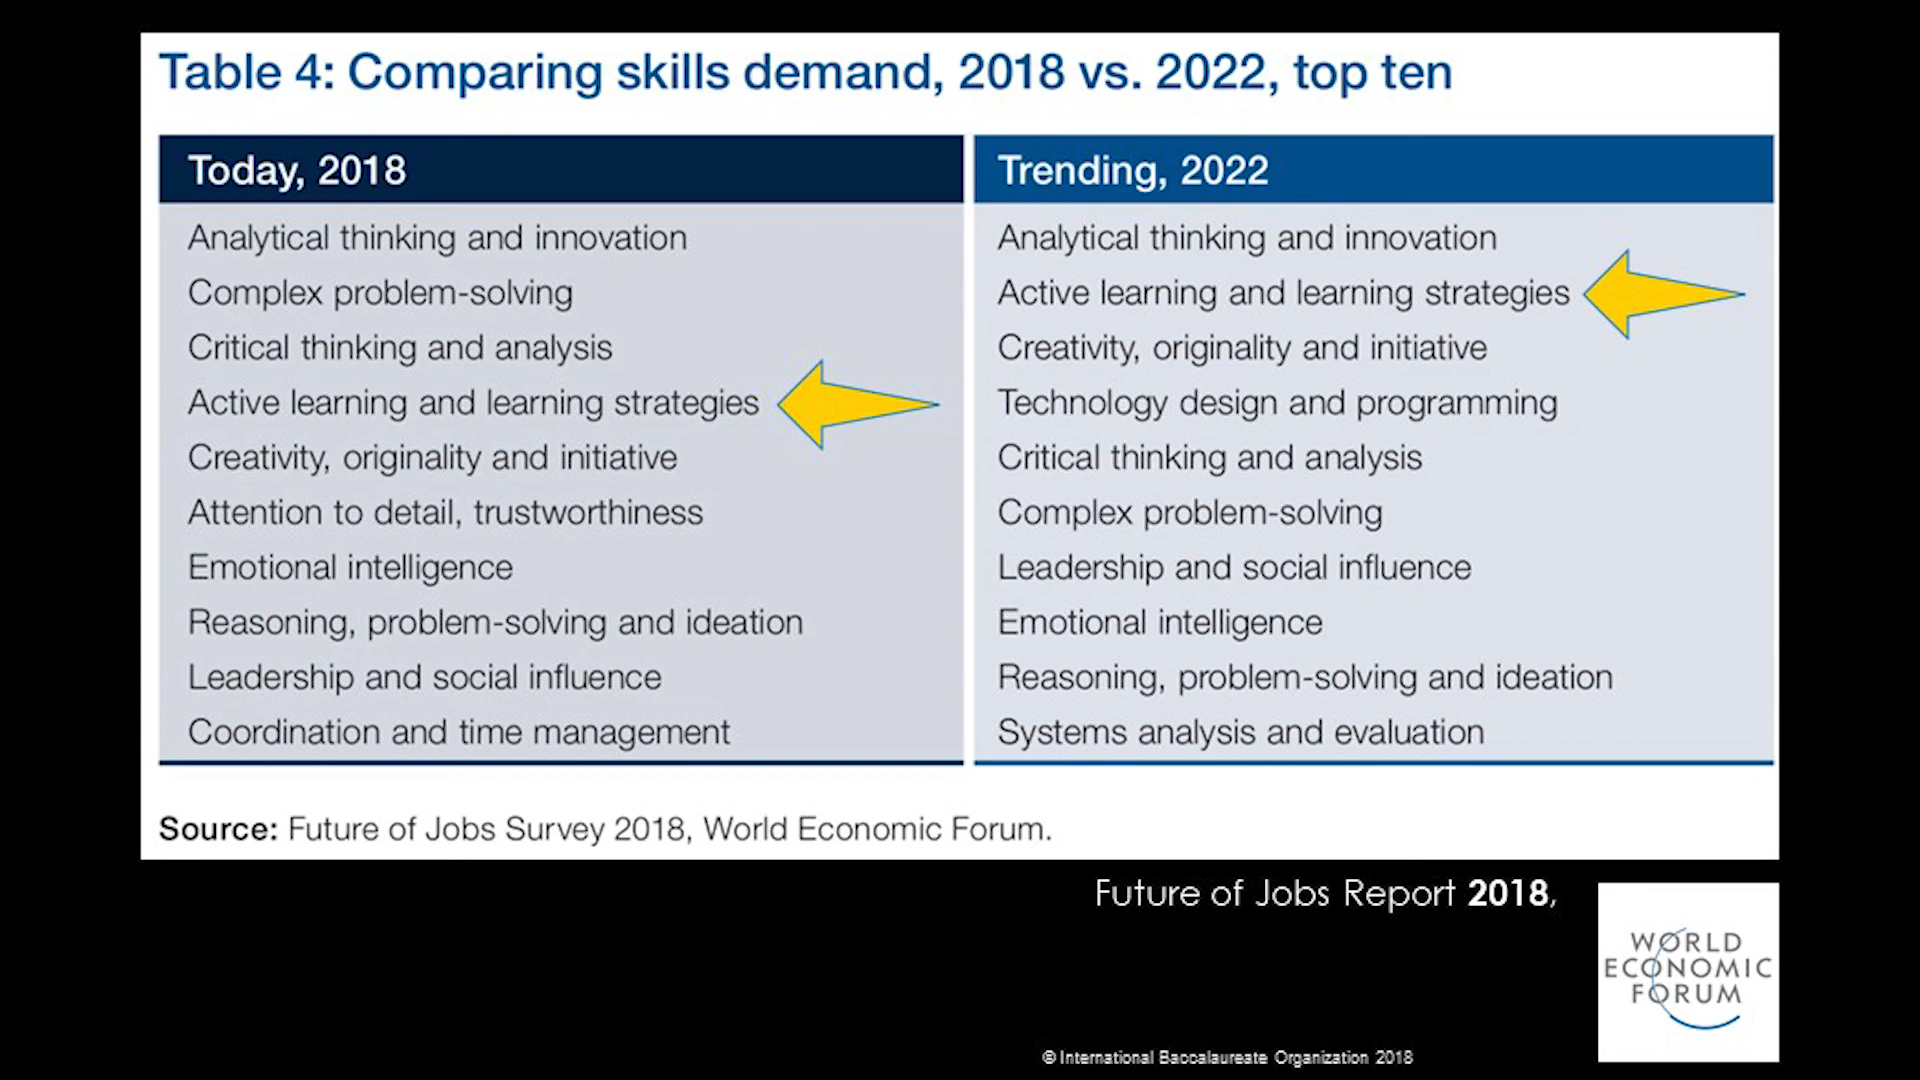 Table 4: Comparing skills demand, 2018 vs. 2022, top ten
Today, 2018
Analytical thinking and innovation
Complex problem-solving
Critical thinking and analysis
Active learning and learning strategies
Creativity, originality and initiative
Attention to detail, trustworthiness
Emotional intelligence
Reasoning, problem-solving and ideation
Leadership and social influence
Coordination and time management
Trending, 2022
Analytical thinking and innovation
Active learning and learning strategies
Creativity, originality and initiative
Technology design and programming
Critical thinking and analysis
Complex problem-solving
Leadership and social influence
Emotional intelligence
Reasoning, problem-solving and ideation
Systems analysis and evaluation
Source: Future of Jobs Survey 2018, World Economic Forum.
Future of Jobs Report 2018,
WORLD
ECONOMIC
FORUM
© International Baccalaureate Organization 2018